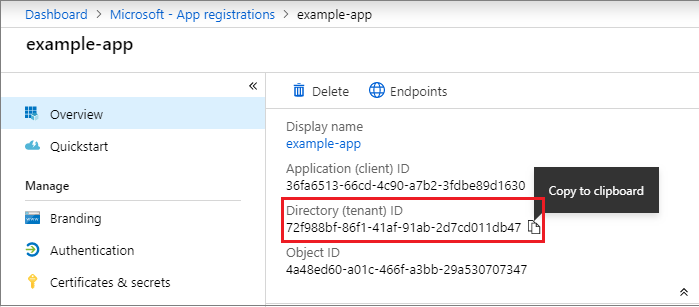 Dashboard > Microsoft - App registrations > example-app
example-app
«
Overview
Quickstart
Manage
Branding
Authentication
Certificates & secrets
Delete Endpoints
Display name
example-app
Application (client) ID
36fa6513-66cd-4c90-a7b2-3fdbe89d1630
Copy to clipboard
Directory (tenant) ID
72f988bf-86f1-41af-91ab-2d7cd011db47
Object ID
4a48ed60-a01c-466f-a3bb-29a530707347